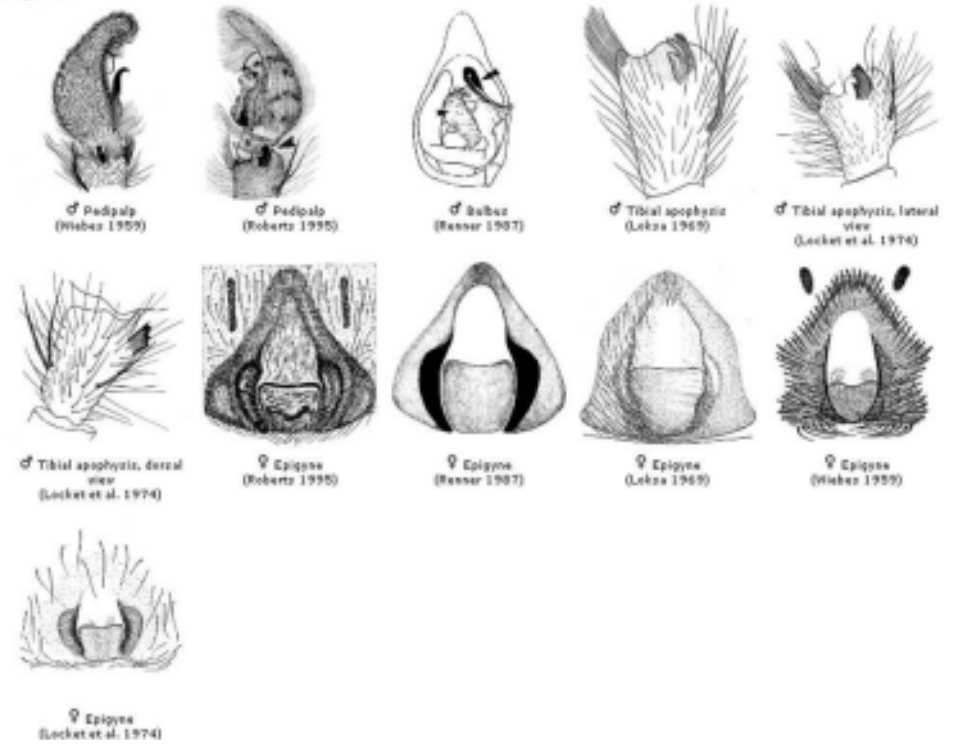 ♂ Pedipalp
(Wiebes 1959)
♂ Pedipalp
(Roberts 1995)
♂ Bulbus
(Renner 1987)
♂ Tibial apophysis
(Loksa 1969)
♂ Tibial apophysis, lateral
view
(Locket et al. 1974)
♂ Tibial apophysis, dorsal
view
(Locket et al. 1974)
♀ Epigyne
(Roberts 1995)
♀ Epigyne
(Renner 1987)
♀ Epigyne
(Loksa 1969)
♀ Epigyne
(Wiebes 1959)
♀ Epigyne
(Locket et al. 1974)